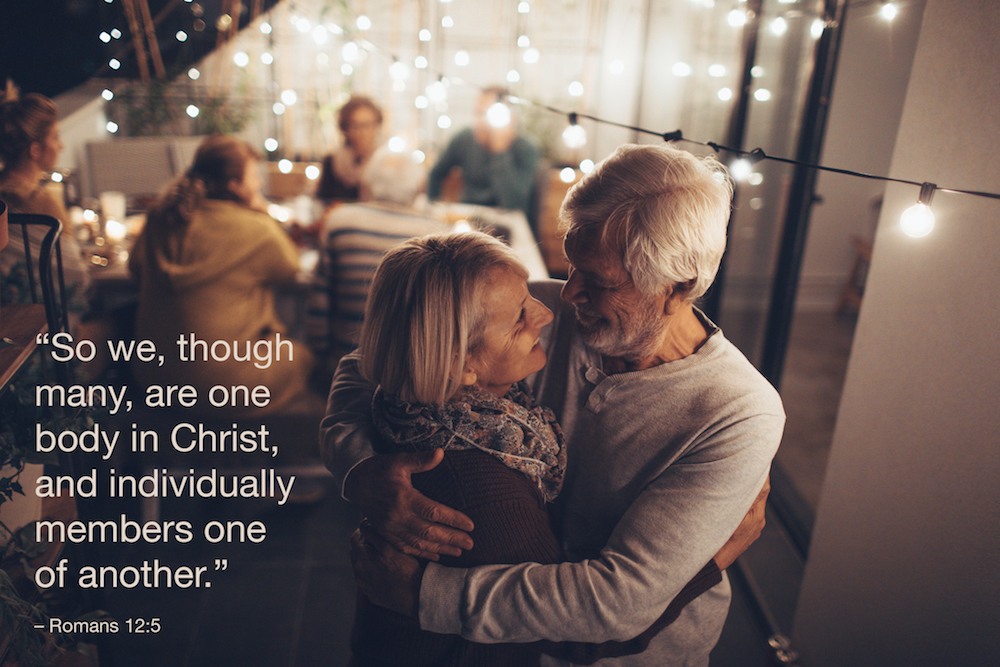 “So we, though
many, are one
body in Christ,
and individually
members one
of another.”
– Romans 12:5